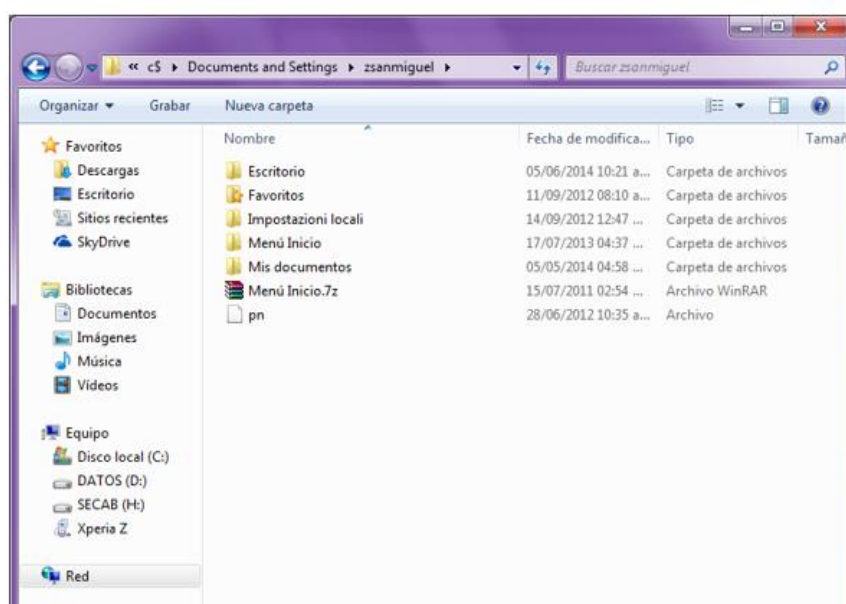 « c$ ▸ Documents and Settings ▸ zsanmiguel ▸
Buscar zsanmiguel
Organizar Grabar Nueva carpeta
Favoritos
Descargas
Escritorio
Sitios recientes
SkyDrive
Bibliotecas
Documentos
Imágenes
Música
Vídeos
Equipo
Disco local (C:)
DATOS (D:)
SECAB (H:)
Xperia Z
Red
Nombre Fecha de modifica... Tipo Tamañ
Escritorio 05/06/2014 10:21 a... Carpeta de archivos
Favoritos 11/09/2012 08:10 a... Carpeta de archivos
Impostazioni locali 14/09/2012 12:47 ... Carpeta de archivos
Menú Inicio 17/07/2013 04:37 ... Carpeta de archivos
Mis documentos 05/05/2014 04:58 ... Carpeta de archivos
Menú Inicio.7z 15/07/2011 02:54 ... Archivo WinRAR
pn 28/06/2012 10:35 a... Archivo